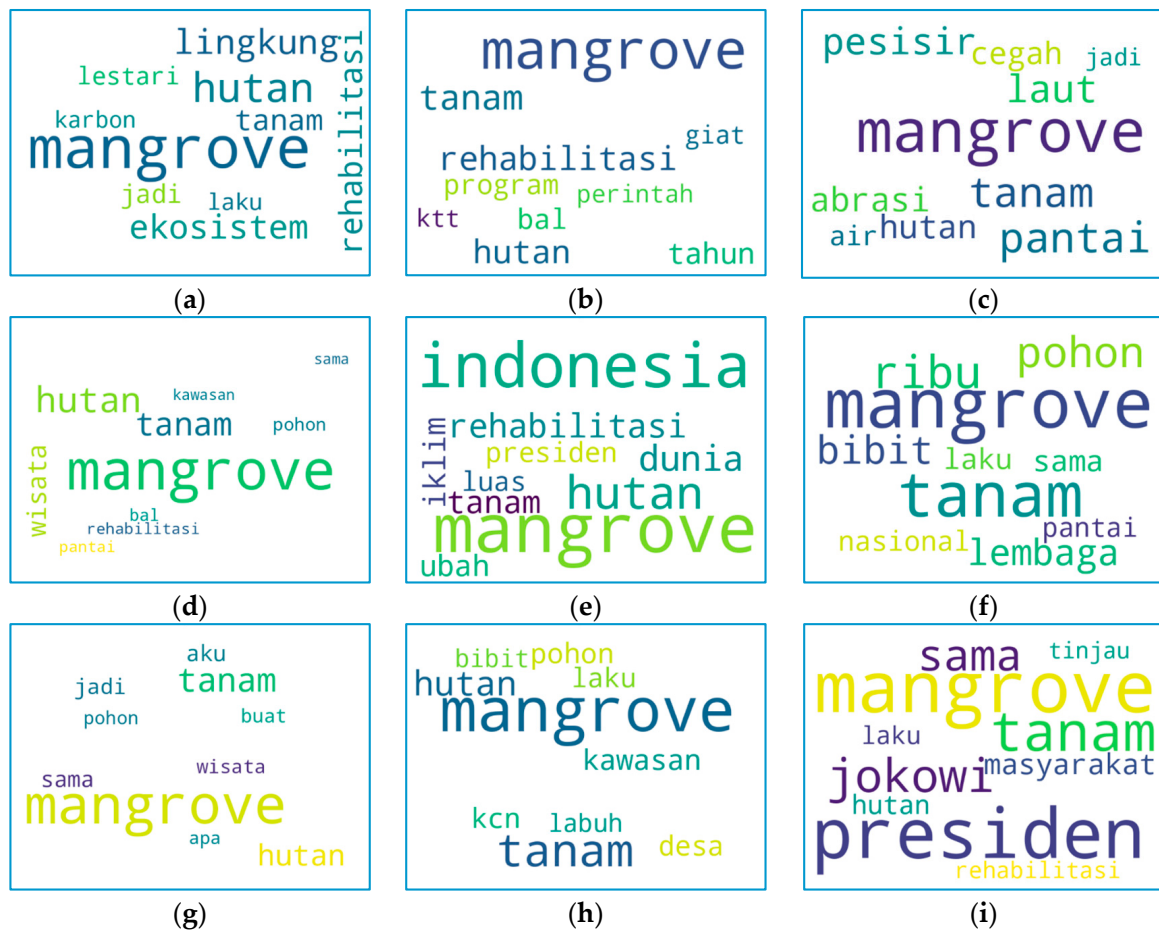 lingkung
rehabilitasi
lestari
hutan
karbon
tanam
mangrove
jadi
laku
ekosistem
(a)
mangrove
tanam
giat
rehabilitasi
program
perintah
ktt
bal
hutan
tahun
(b)
pesisir
cegah
jadi
laut
mangrove
tanam
abrasi
air
hutan
pantai
(c)
sama
kawasan
hutan
tanam
pohon
mangrove
wisata
bal
rehabilitasi
pantai
(d)
indonesia
rehabilitasi
iklim
presiden
dunia
luas
tanam
hutan
mangrove
ubah
(e)
pohon
ribu
mangrove
bibit
laku
sama
tanam
pantai
nasional
lembaga
(f)
aku
jadi
tanam
pohon
buat
wisata
sama
mangrove
apa
hutan
(g)
bibit
pohon
hutan
laku
mangrove
kawasan
kcn
labuh
tanam
desa
(h)
sama
tinjau
mangrove
laku
tanam
jokowi
masyarakat
hutan
presiden
rehabilitasi
(i)